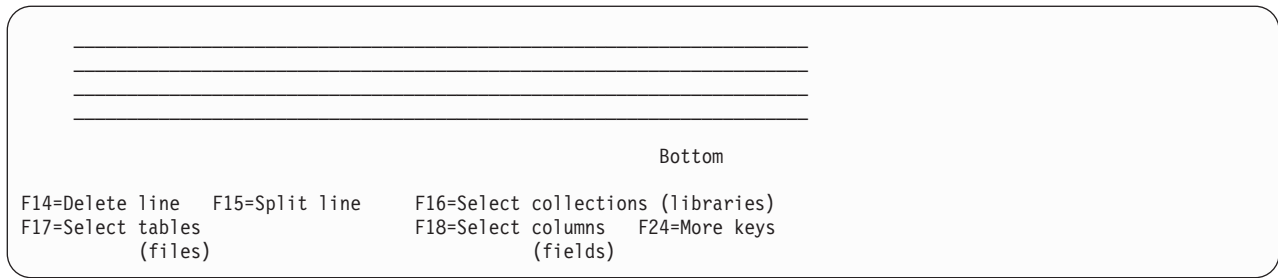 Bottom
F14=Delete line F15=Split line F16=Select collections (libraries)
F17=Select tables F18=Select columns F24=More keys
(files) (fields)